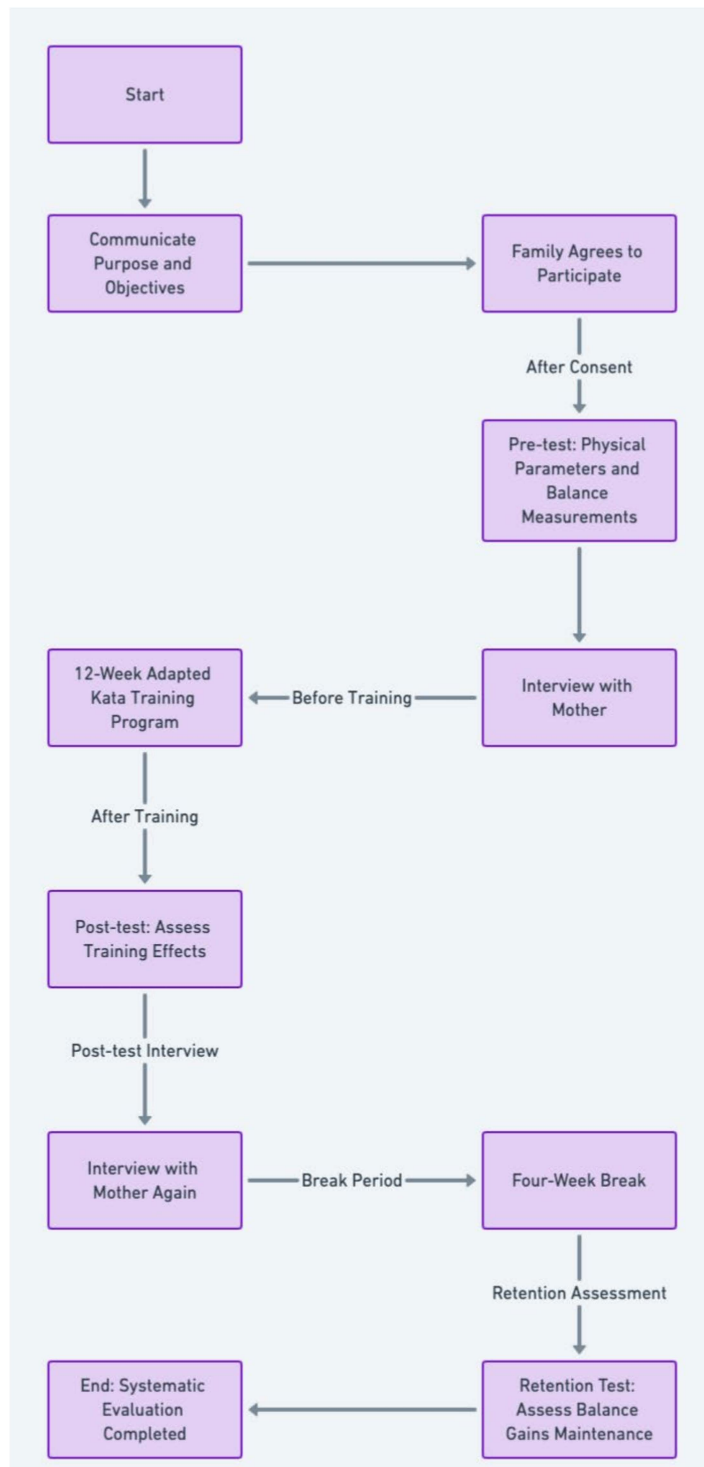 Start
Communicate
Purpose and
Objectives
Family Agrees to
Participate
After Consent
Pre-test: Physical
Parameters and
Balance
Measurements
Interview with
Mother
Before Training
12-Week Adapted
Kata Training
Program
After Training
Post-test: Assess
Training Effects
Post-test Interview
Interview with
Mother Again
Break Period
Four-Week Break
Retention Assessment
Retention Test:
Assess Balance
Gains Maintenance
End: Systematic
Evaluation
Completed